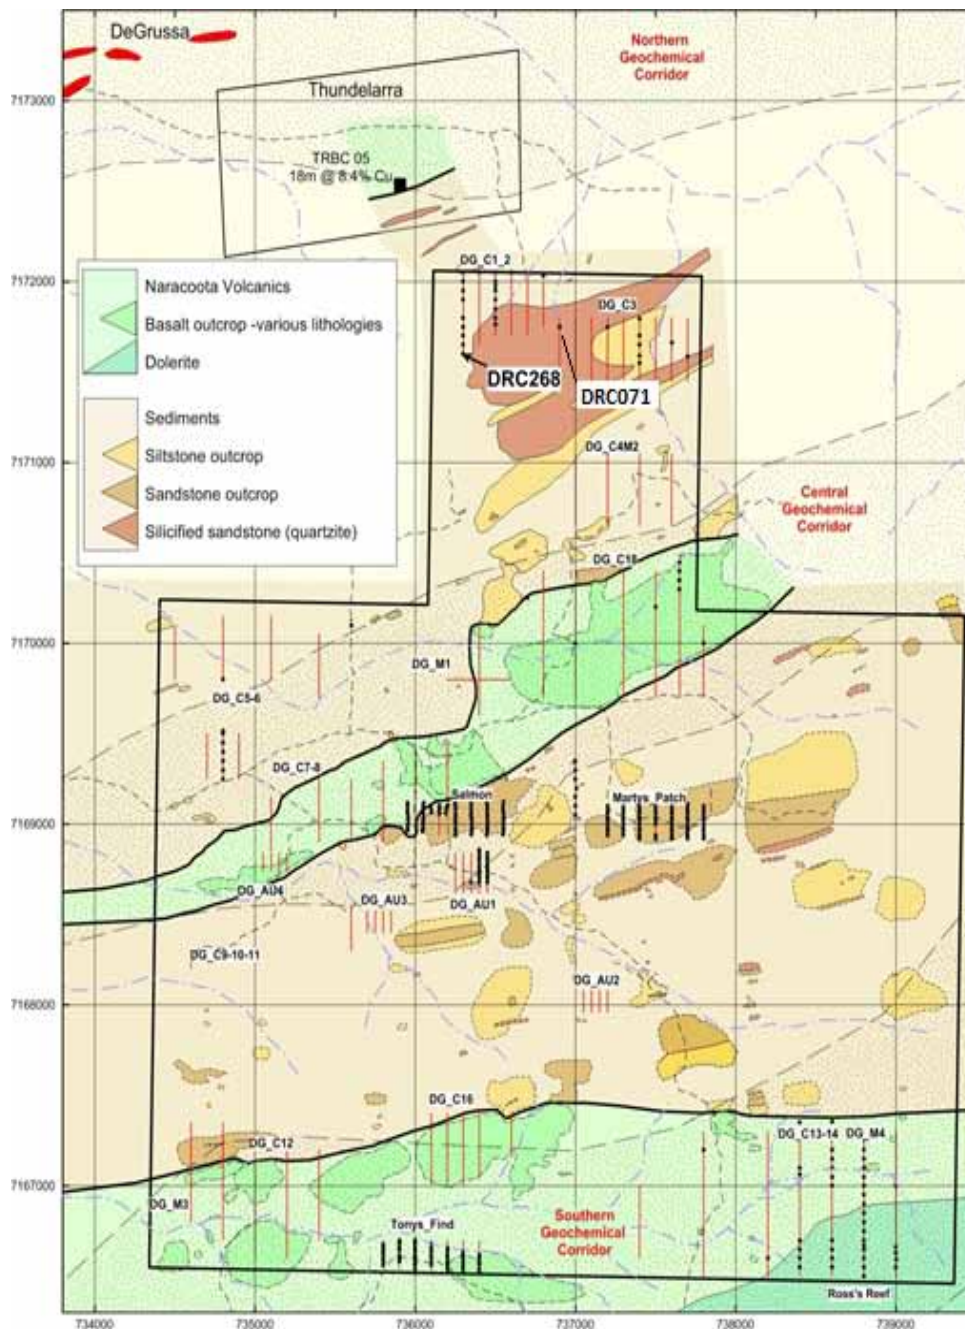 DeGrussa
Northern
Geochemical
Corridor
7173000
Thundelarra
TRBC 05
18m @ 8.4% Cu
7172000
DG_C1_2
Naracoota Volcanics
Basalt outcrop -various lithologies
Dolerite
DG_C3
DRC268
DRC071
Sediments
Siltstone outcrop
Sandstone outcrop
Silicified sandstone (quartzite)
7171000
DG_C4M2
Central
Geochemical
Corridor
DG_C18
7170000
DG_M1
DG_C5-6
DG_C7-8
Salmon
Martys_Patch
7169000
DG_AU4
DG_AU3
DG_AU1
DG_C9-10-11
DG_AU2
7168000
DG_C16
DG_C12
DG_C13-14
DG_M4
7167000
DG_M3
Tonys_Find
Southern
Geochemical
Corridor
Ross's Reef
734000
735000
736000
737000
738000
739000